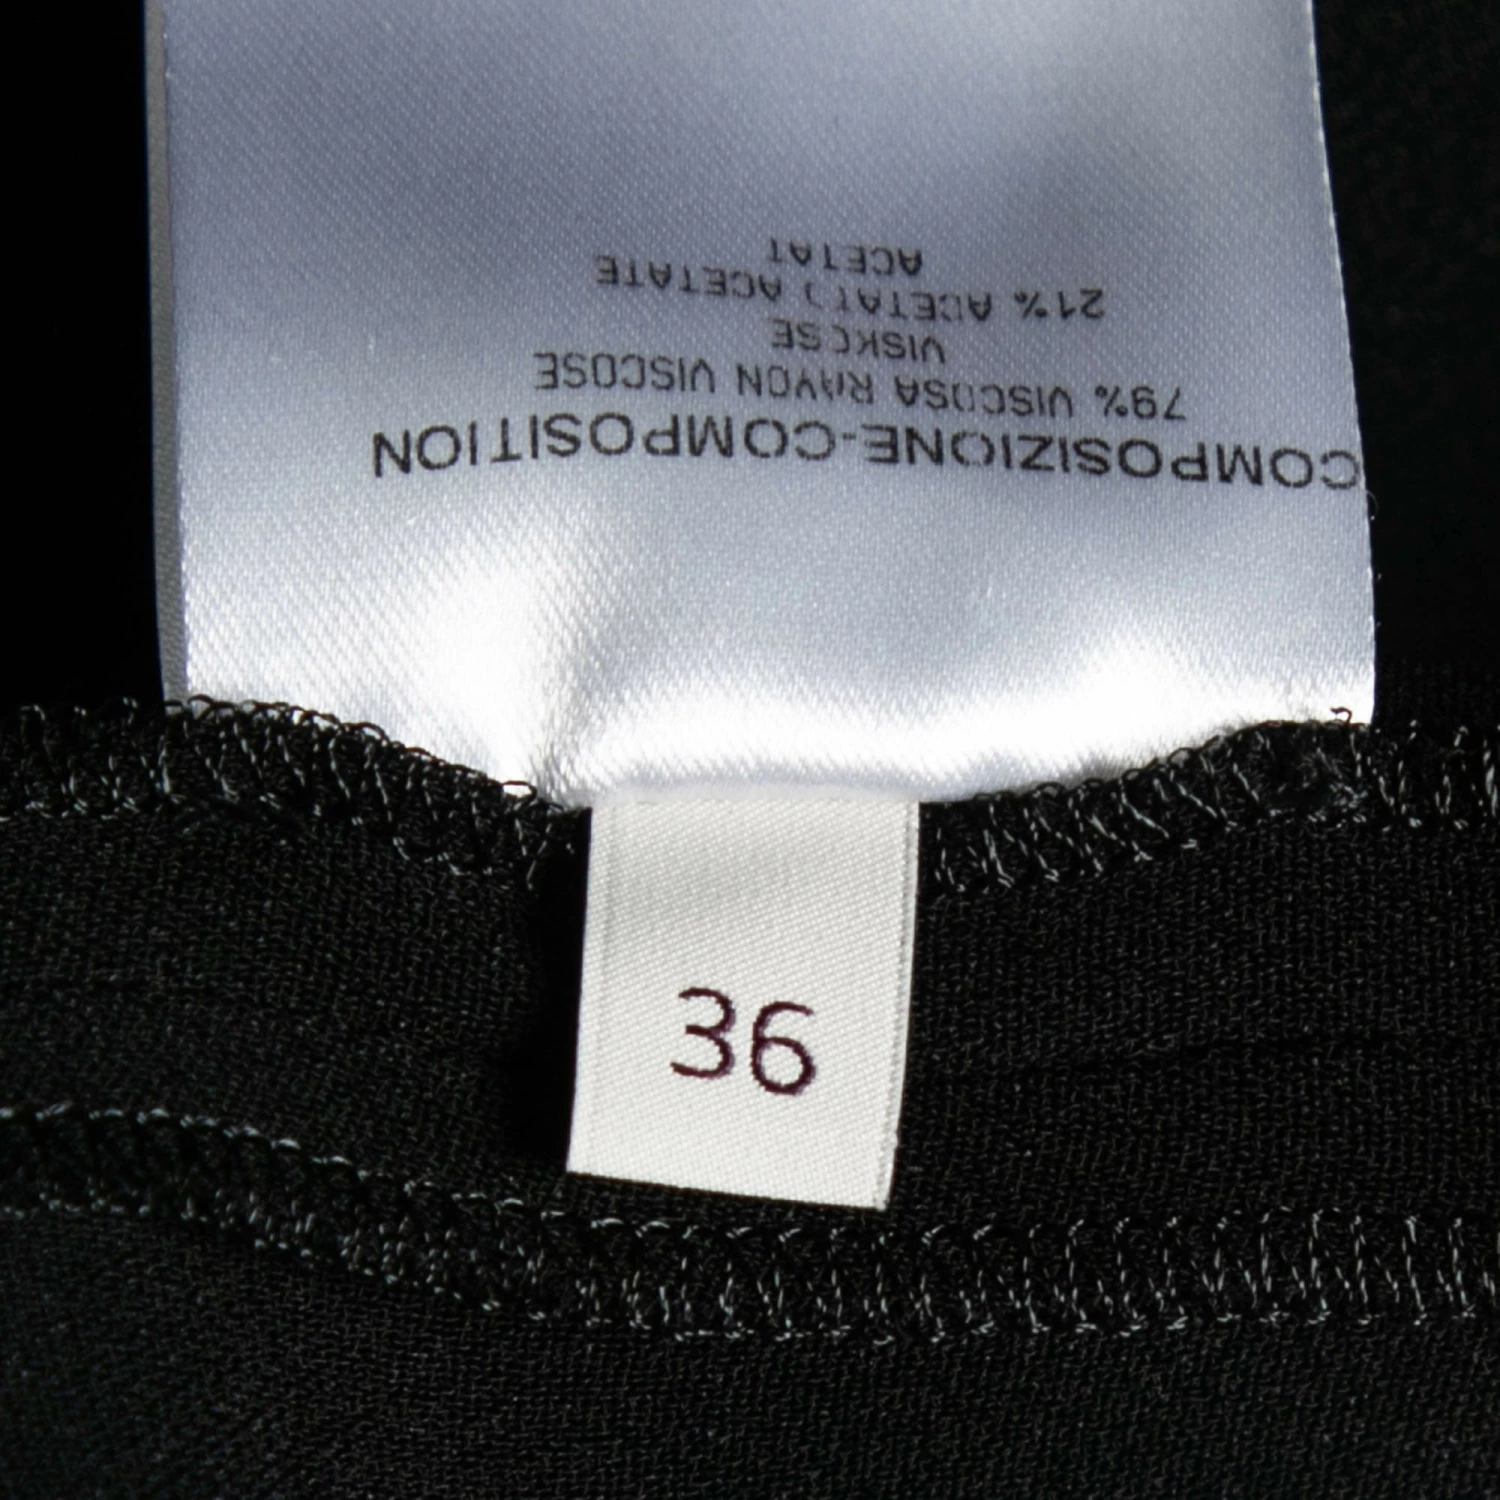 COMPOSIZIONE-COMPOSITION
79% VISCOSA RAYON VISCOSE
VISKOSE
21% ACETATO ACETATE
ACETAT
36